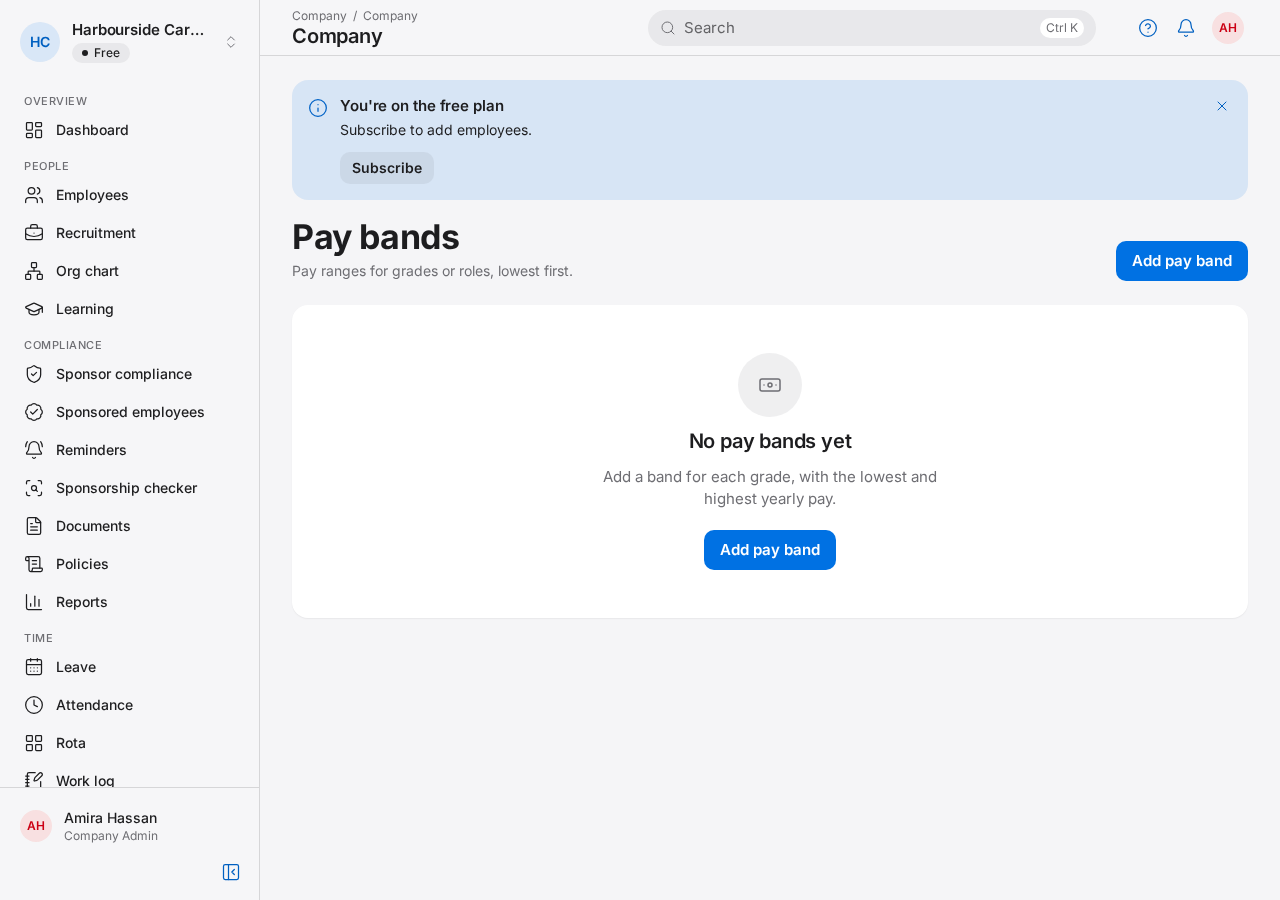 HC
Harbourside Car...
Free
OVERVIEW
Dashboard
PEOPLE
Employees
Recruitment
Org chart
Learning
COMPLIANCE
Sponsor compliance
Sponsored employees
Reminders
Sponsorship checker
Documents
Policies
Reports
TIME
Leave
Attendance
Rota
Work log
AH
Amira Hassan
Company Admin
Company / Company
Company
Search
Ctrl K
AH
You're on the free plan
Subscribe to add employees.
Subscribe
Pay bands
Pay ranges for grades or roles, lowest first.
Add pay band
No pay bands yet
Add a band for each grade, with the lowest and
highest yearly pay.
Add pay band